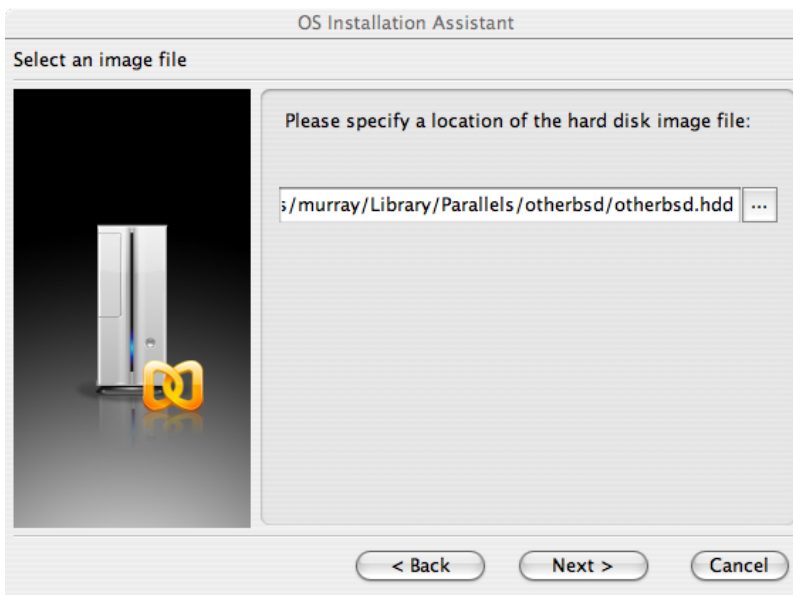 OS Installation Assistant
Select an image file
Please specify a location of the hard disk image file:
s/murray/Library/Parallels/otherbsd/otherbsd.hdd ...
< Back Next > Cancel